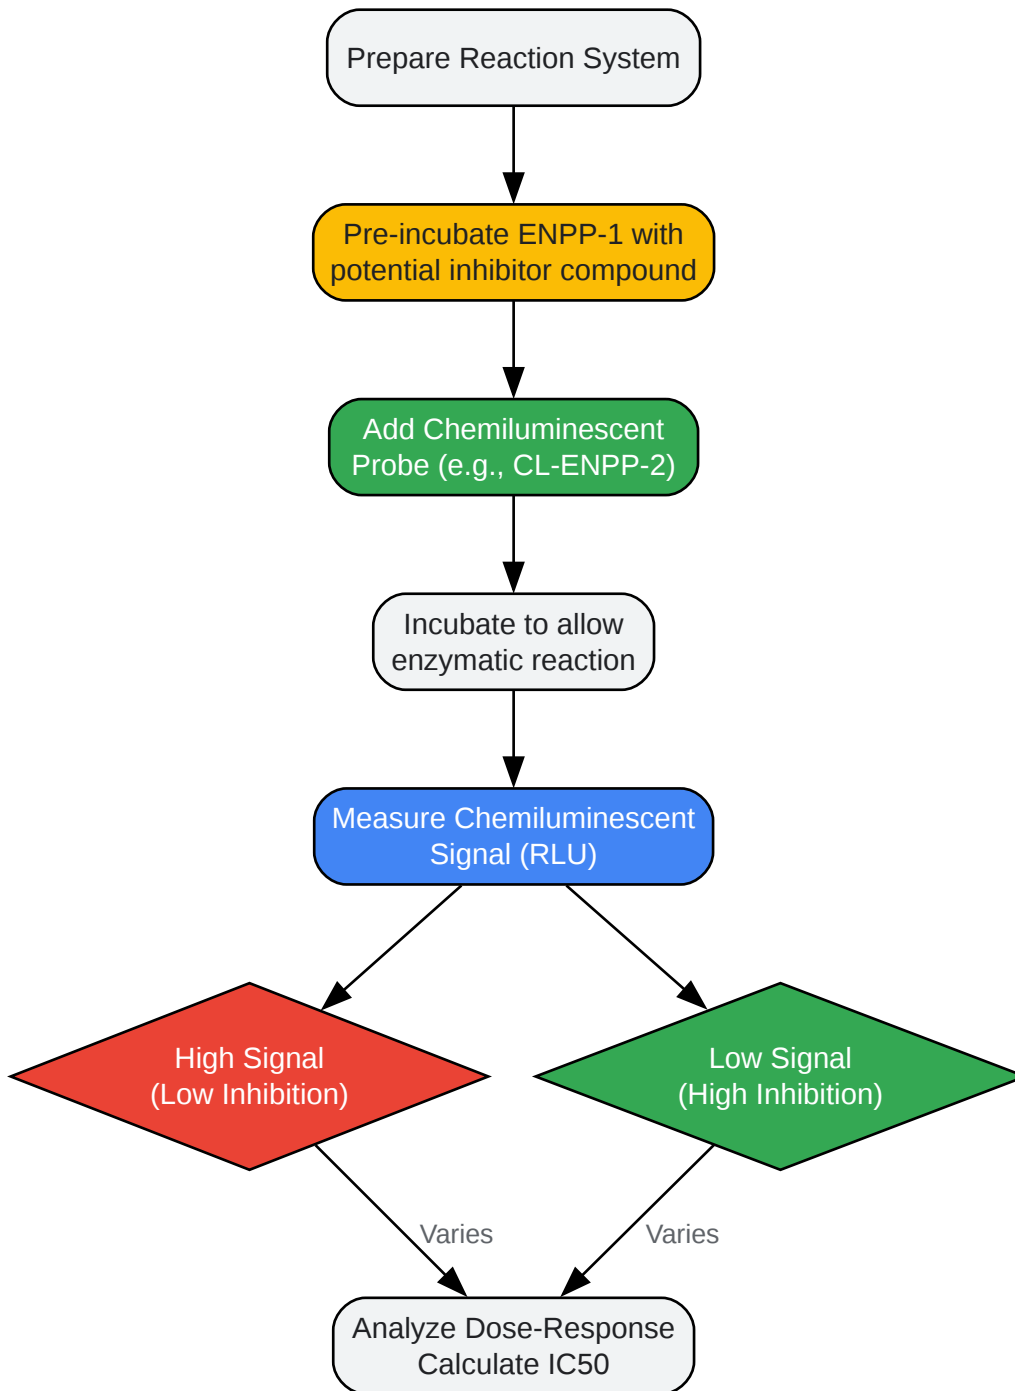 Prepare Reaction System
Pre-incubate ENPP-1 with
potential inhibitor compound
Add Chemiluminescent
Probe (e.g., CL-ENPP-2)
Incubate to allow
enzymatic reaction
Measure Chemiluminescent
Signal (RLU)
High Signal
(Low Inhibition)
Low Signal
(High Inhibition)
Varies
Varies
Analyze Dose-Response
Calculate IC50